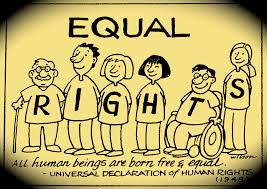 EQUAL
RIGHTS
WILSON
All human beings are born free & equal.
- UNIVERSAL DECLARATION OF HUMAN RIGHTS
(1948)